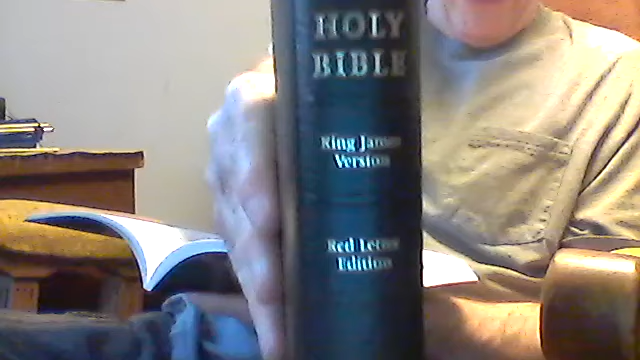 HOLY
BIBLE
King James
Version
Red Letter
Edition